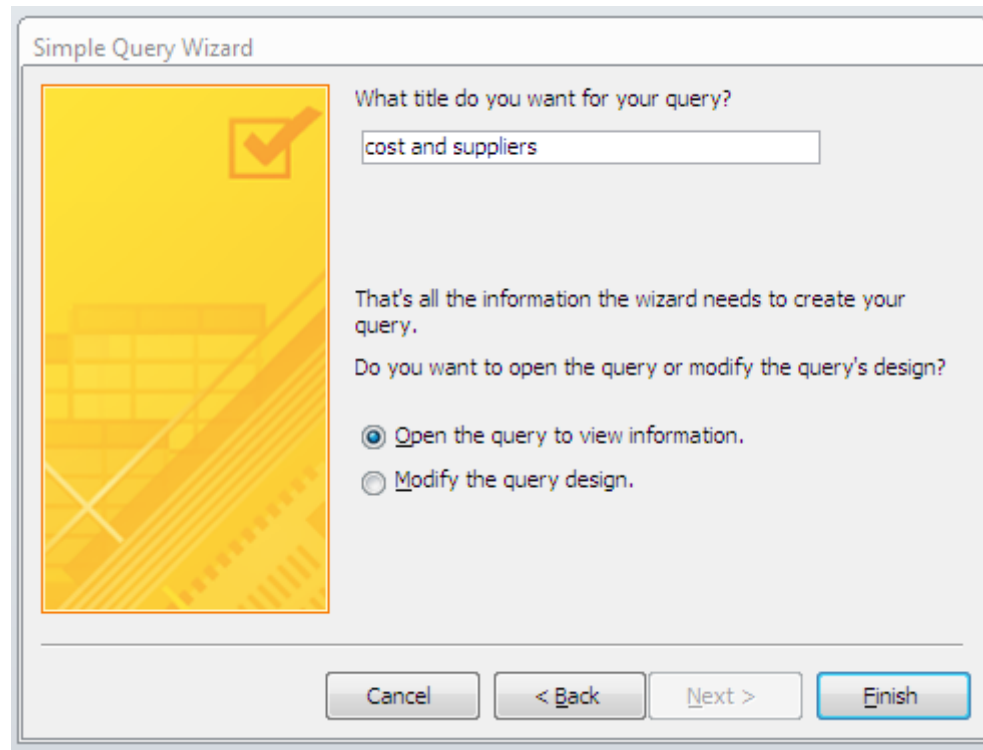 Simple Query Wizard
What title do you want for your query?
cost and suppliers
That's all the information the wizard needs to create your
query.
Do you want to open the query or modify the query's design?
Open the query to view information.
Modify the query design.
Cancel < Back Next > Finish